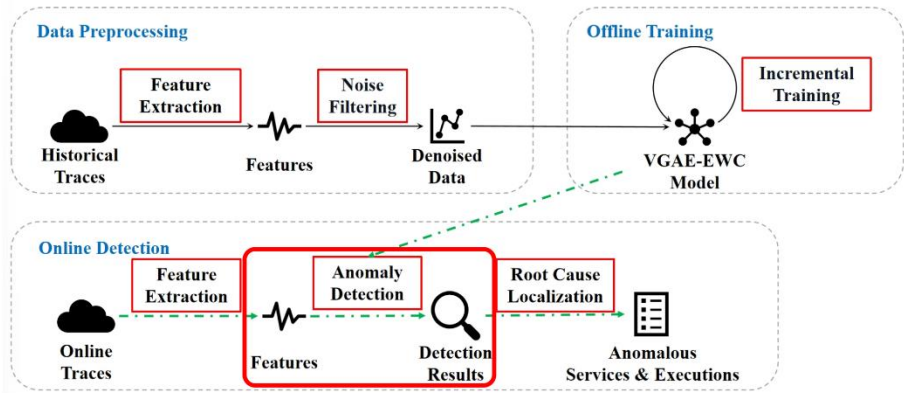 Data Preprocessing
Feature
Extraction
Noise
Filtering
Historical
Traces
Features
Denoised
Data
Offline Training
Incremental
Training
VGAE-EWC
Model
Online Detection
Feature
Extraction
Anomaly
Detection
Root Cause
Localization
Online
Traces
Features
Detection
Results
Anomalous
Services & Executions